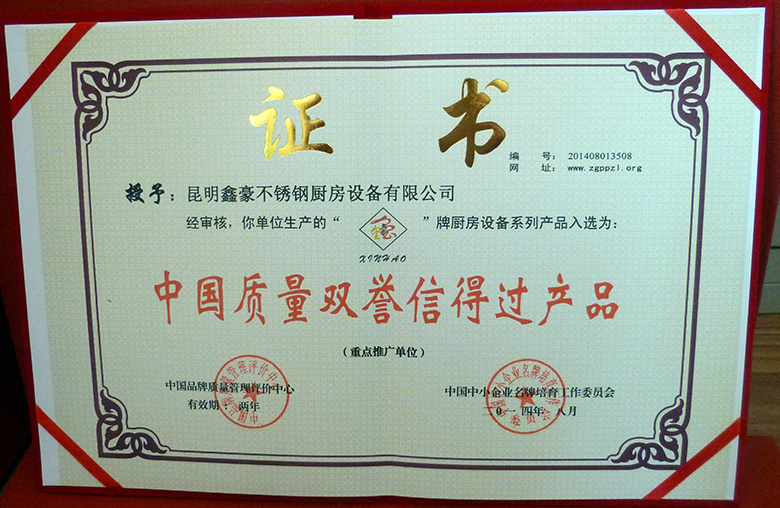 证书
编 号：201408013508
网 址：www.zgppzl.org
授予：昆明鑫豪不锈钢厨房设备有限公司
经审核，你单位生产的“ ”牌厨房设备系列产品入选为：
XINHAO
中国质量双誉信得过产品
（重点推广单位）
中国品牌质量管理评价中心
有效期：两年
中国中小企业名牌培育工作委员会
二0一四年 八月